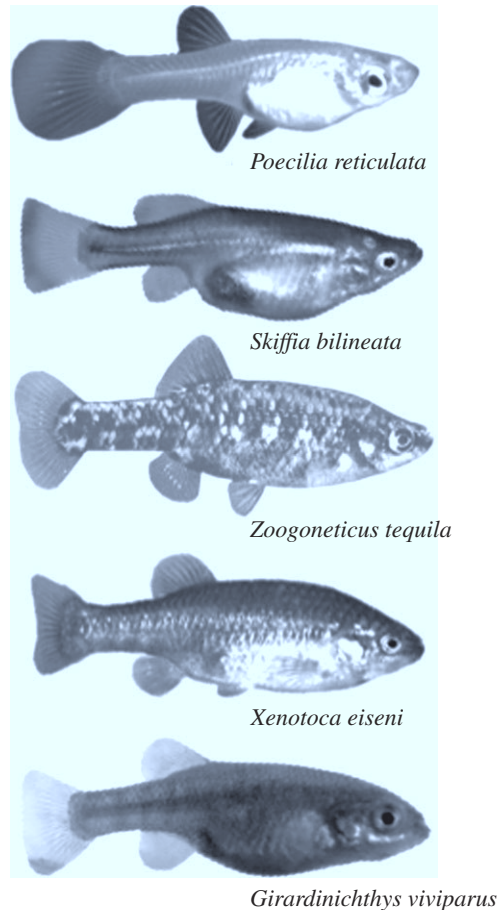 Poecilia reticulata
Skiffia bilineata
Zoogoneticus tequila
Xenotoca eiseni
Girardinichthys viviparus